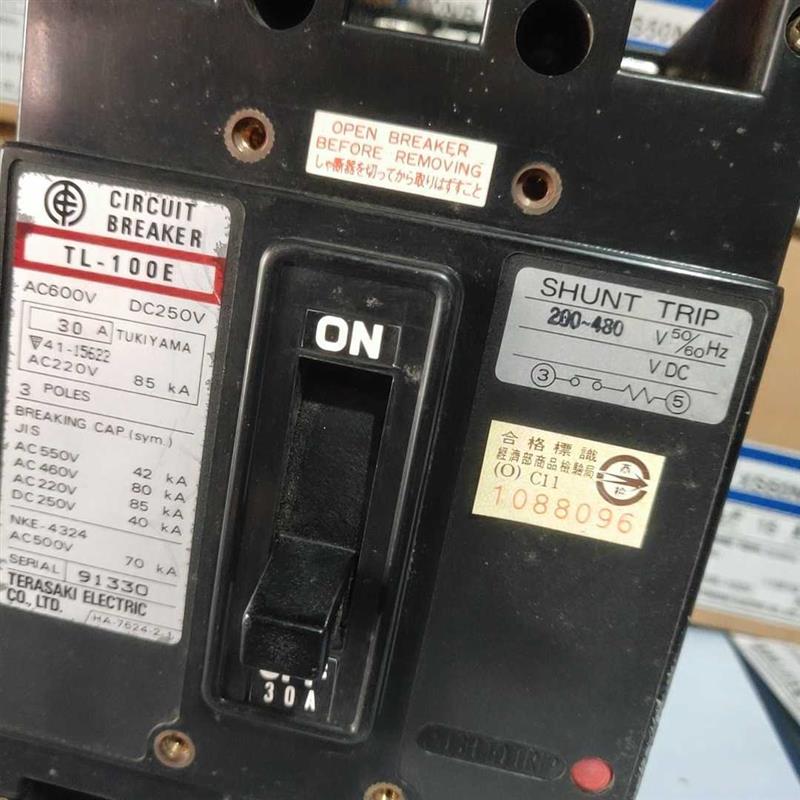 OPEN BREAKER
BEFORE REMOVING
しゃ断器を切ってから取りはずすこと
CIRCUIT
BREAKER
TL-100E
AC600V DC250V
30 A TUKIYAMA
41-15622
AC220V 85 kA
3 POLES
BREAKING CAP.(sym.)
JIS
AC550V 42 kA
AC460V 80 kA
AC220V 85 kA
DC250V 40 kA
NKE-4324
AC500V 70 kA
SERIAL 91330
TERASAKI ELECTRIC
CO., LTD.
HA-7624-2
ON
30A
SHUNT TRIP
200~480 V 50/60 Hz
V DC
③ ⑤
合格標識
經濟部商品檢驗局
(O) C11
1088096